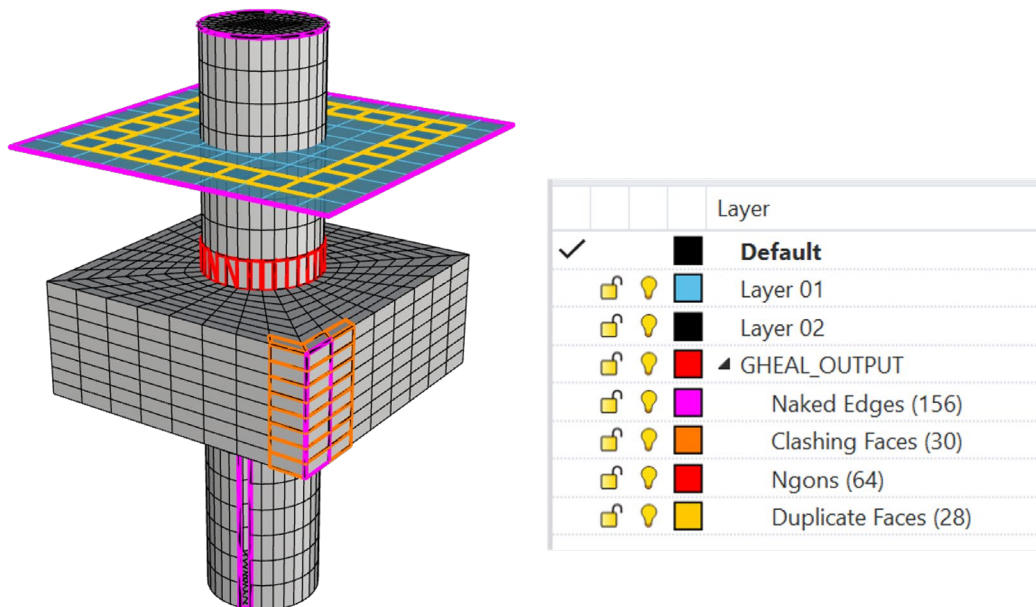 Layer
Default
Layer 01
Layer 02
GHEAL_OUTPUT
Naked Edges (156)
Clashing Faces (30)
Ngons (64)
Duplicate Faces (28)